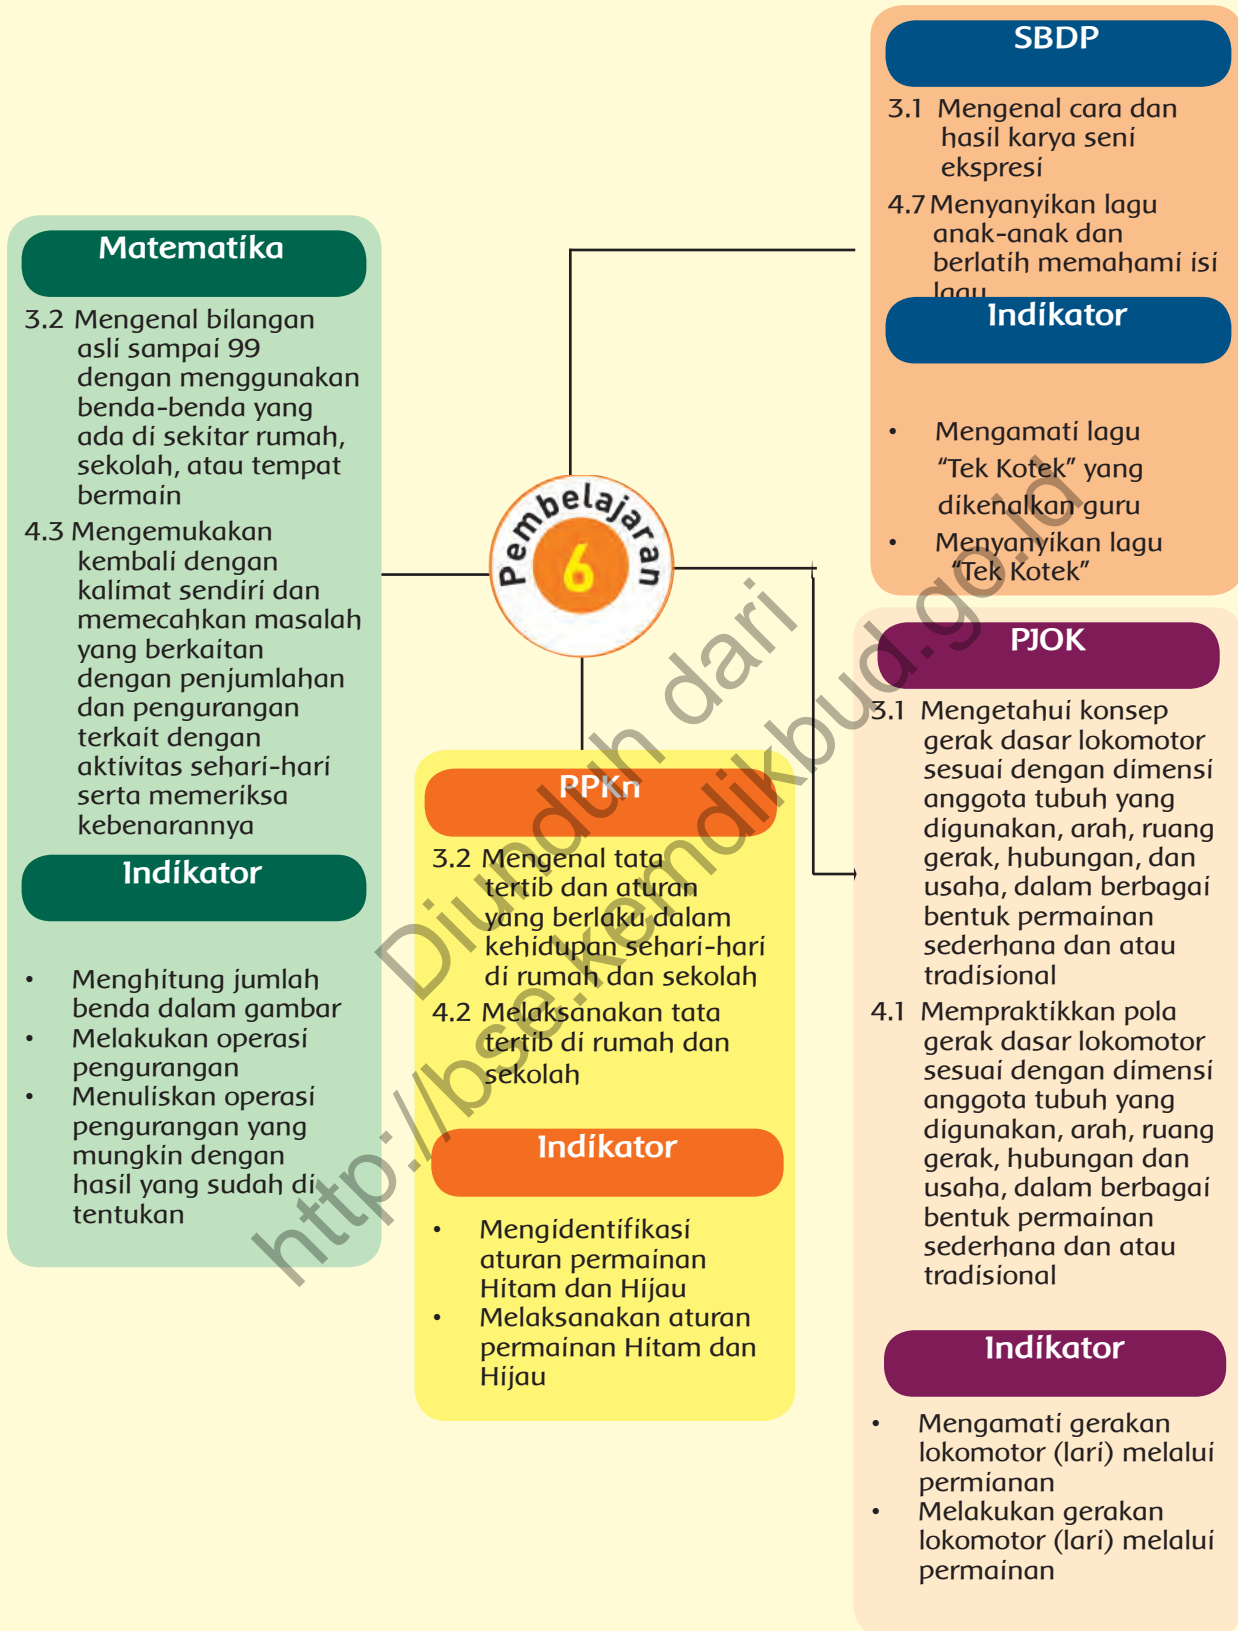 SBDP
3.1 Mengenal cara dan
hasil karya seni
ekspresi
4.7 Menyanyikan lagu
anak-anak dan
berlatih memahami isi
lagu
Indikator
• Mengamati lagu
“Tek Kotek” yang
dikenalkan guru
• Menyanyikan lagu
“Tek Kotek”
Matematika
3.2 Mengenal bilangan
asli sampai 99
dengan menggunakan
benda-benda yang
ada di sekitar rumah,
sekolah, atau tempat
bermain
4.3 Mengemukakan
kembali dengan
kalimat sendiri dan
memecahkan masalah
yang berkaitan
dengan penjumlahan
dan pengurangan
terkait dengan
aktivitas sehari-hari
serta memeriksa
kebenarannya
Indikator
• Menghitung jumlah
benda dalam gambar
• Melakukan operasi
pengurangan
• Menuliskan operasi
pengurangan yang
mungkin dengan
hasil yang sudah di
tentukan
Pembelajaran
6
PPKn
3.2 Mengenal tata
tertib dan aturan
yang berlaku dalam
kehidupan sehari-hari
di rumah dan sekolah
4.2 Melaksanakan tata
tertib di rumah dan
sekolah
Indikator
• Mengidentifikasi
aturan permainan
Hitam dan Hijau
• Melaksanakan aturan
permainan Hitam dan
Hijau
PJOK
3.1 Mengetahui konsep
gerak dasar lokomotor
sesuai dengan dimensi
anggota tubuh yang
digunakan, arah, ruang
gerak, hubungan, dan
usaha, dalam berbagai
bentuk permainan
sederhana dan atau
tradisional
4.1 Mempraktikkan pola
gerak dasar lokomotor
sesuai dengan dimensi
anggota tubuh yang
digunakan, arah, ruang
gerak, hubungan dan
usaha, dalam berbagai
bentuk permainan
sederhana dan atau
tradisional
Indikator
• Mengamati gerakan
lokomotor (lari) melalui
permianan
• Melakukan gerakan
lokomotor (lari) melalui
permainan
Diunduh dari
http://bse.kemdikbud.go.id